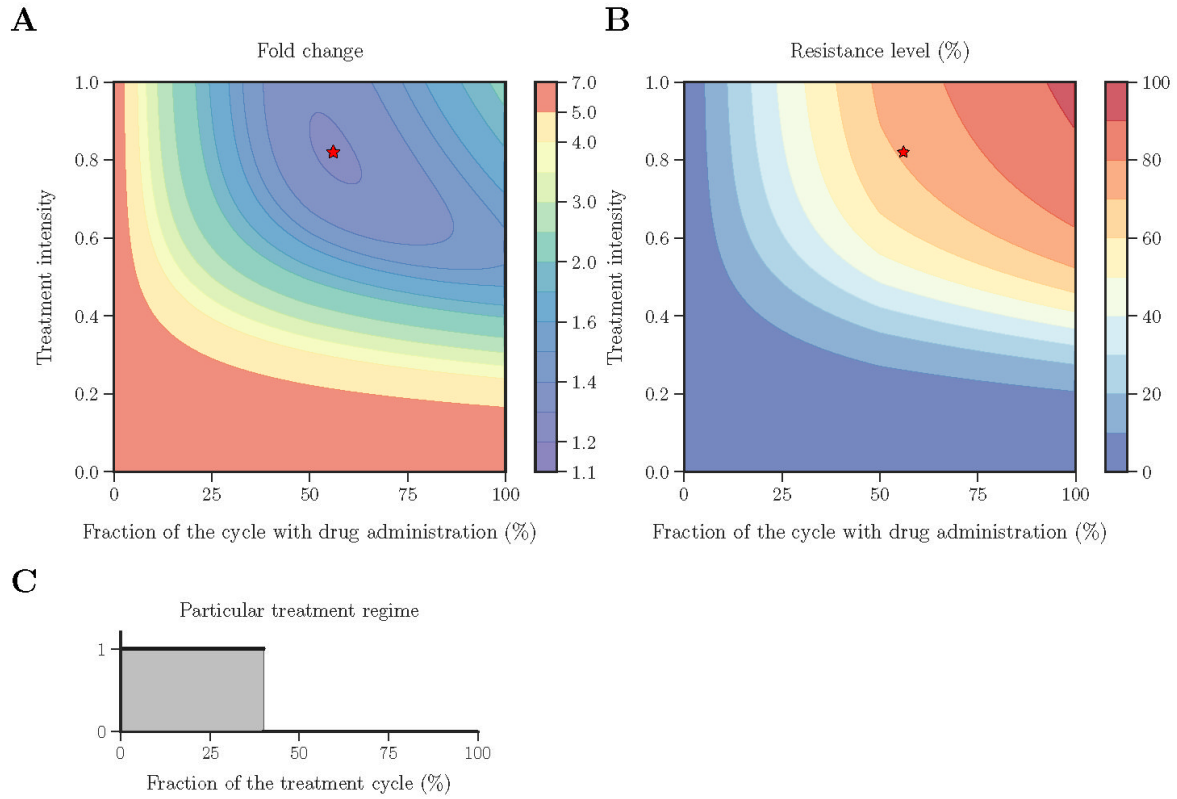 A
B
Fold change
Resistance level (%)
Treatment intensity
1.0
0.8
0.6
0.4
0.2
0.0
0 25 50 75 100
Fraction of the cycle with drug administration (%)
7.0
5.0
4.0
3.0
2.0
1.6
1.4
1.2
1.1
Treatment intensity
1.0
0.8
0.6
0.4
0.2
0.0
0 25 50 75 100
Fraction of the cycle with drug administration (%)
100
80
60
40
20
0
C
Particular treatment regime
1
0
0 25 50 75 100
Fraction of the treatment cycle (%)